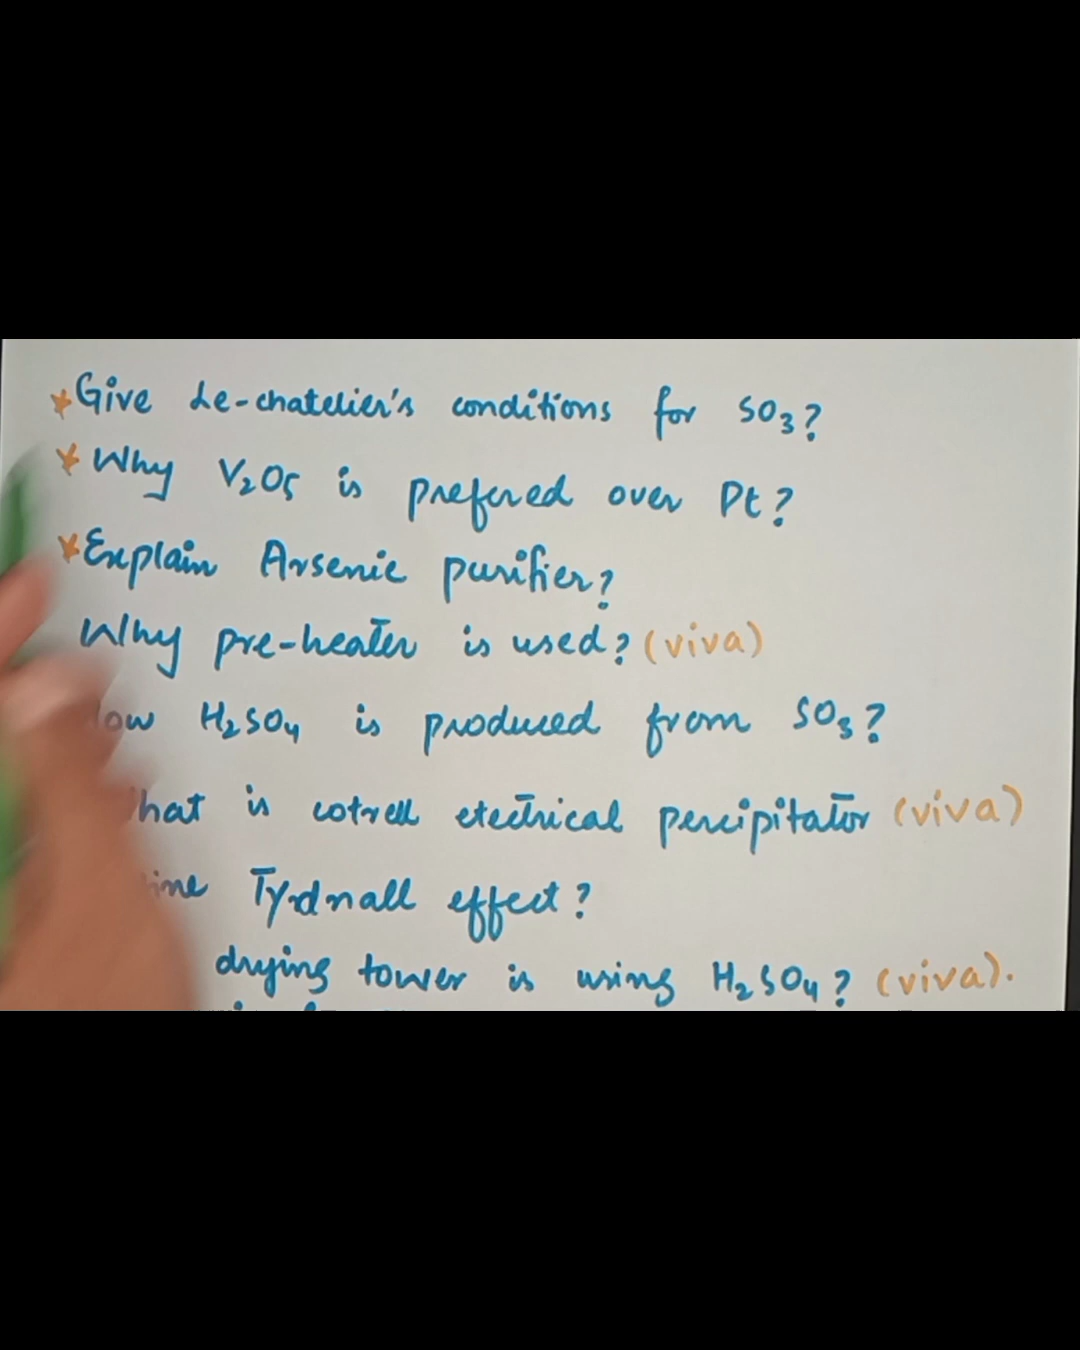 Give Le-chatelier's conditions for SO3?
Why V2O5 is prefered over Pt?
Explain Arsenic purifier?
Why pre-heater is used? (viva)
ow H2SO4 is produced from SO3?
hat is cotrell electrical percipitator (viva)
ine Tyrdnall effect?
drying tower is using H2SO4? (viva).